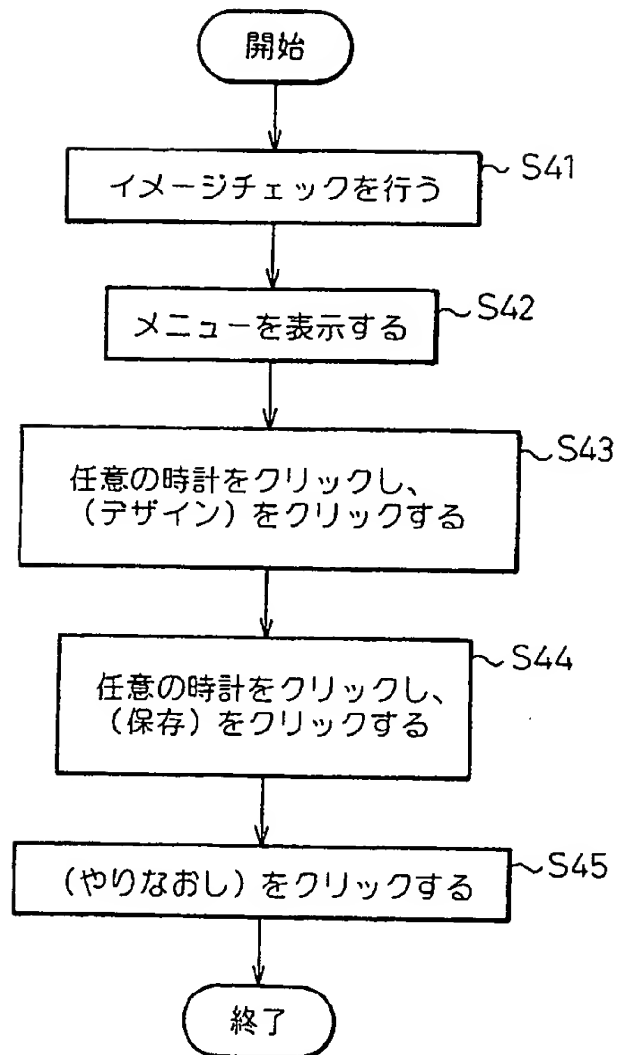 開始
イメージチェックを行う
S41
メニューを表示する
S42
任意の時計をクリックし、
(デザイン)をクリックする
S43
任意の時計をクリックし、
(保存)をクリックする
S44
(やりなおし)をクリックする
S45
終了